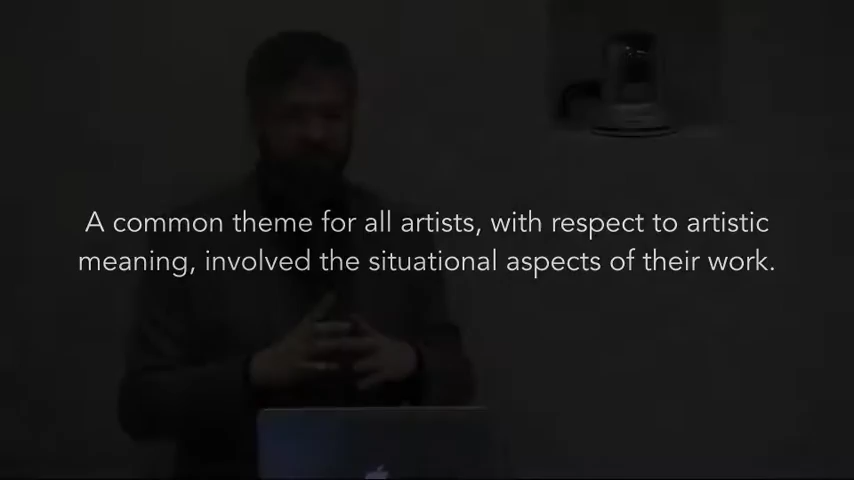 A common theme for all artists, with respect to artistic
meaning, involved the situational aspects of their work.